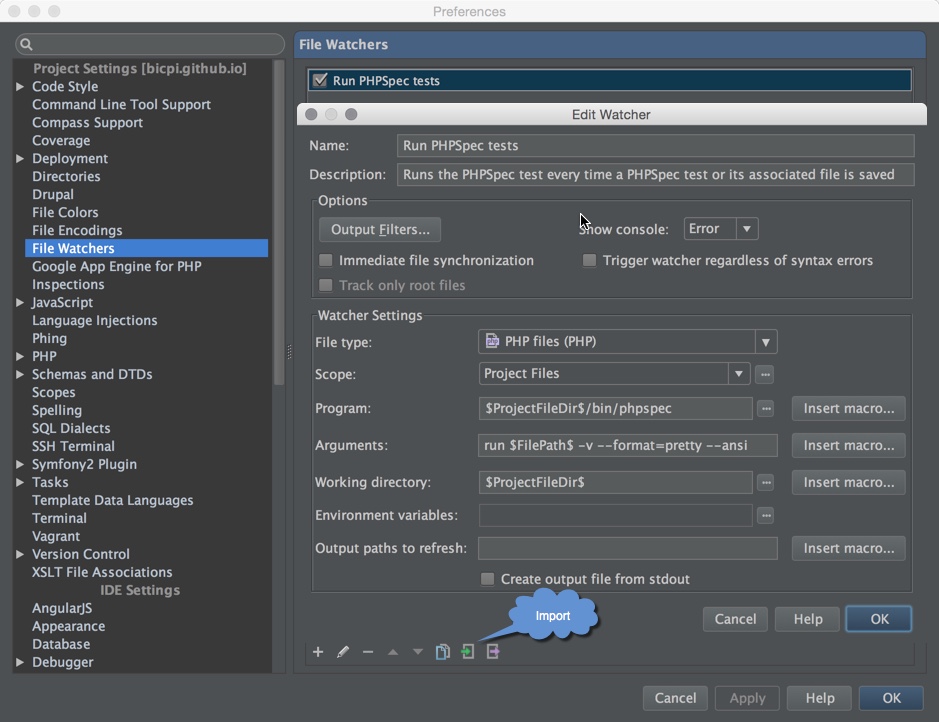 Preferences
Project Settings [bicpi.github.io]
Code Style
Command Line Tool Support
Compass Support
Coverage
Deployment
Directories
Drupal
File Colors
File Encodings
File Watchers
Google App Engine for PHP
Inspections
JavaScript
Language Injections
Phing
PHP
Schemas and DTDs
Scopes
Spelling
SQL Dialects
SSH Terminal
Symfony2 Plugin
Tasks
Template Data Languages
Terminal
Vagrant
Version Control
XSLT File Associations
IDE Settings
AngularJS
Appearance
Database
Debugger
File Watchers
Run PHPSpec tests
Edit Watcher
Name: Run PHPSpec tests
Description: Runs the PHPSpec test every time a PHPSpec test or its associated file is saved
Options
Output Filters... Show console: Error
Immediate file synchronization Trigger watcher regardless of syntax errors
Track only root files
Watcher Settings
File type: PHP files (PHP)
Scope: Project Files ...
Program: $ProjectFileDir$/bin/phpspec ... Insert macro...
Arguments: run $FilePath$ -v --format=pretty --ansi Insert macro...
Working directory: $ProjectFileDir$ ... Insert macro...
Environment variables: ...
Output paths to refresh: Insert macro...
Create output file from stdout
Import
Cancel Help OK
Cancel Apply Help OK